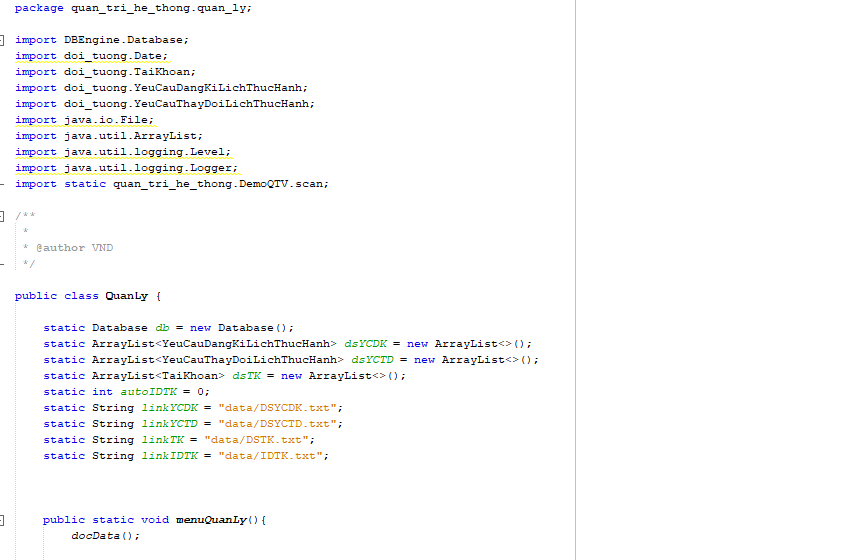 package quan_tri_he_thong.quan_ly;
import DBEngine.Database;
import doi_tuong.Date;
import doi_tuong.TaiKhoan;
import doi_tuong.YeuCauDangKiLichThucHanh;
import doi_tuong.YeuCauThayDoiLichThucHanh;
import java.io.File;
import java.util.ArrayList;
import java.util.logging.Level;
import java.util.logging.Logger;
import static quan_tri_he_thong.DemoQTV.scan;
/**
 *
 * @author VND
 */
public class QuanLy {
    static Database db = new Database();
    static ArrayList<YeuCauDangKiLichThucHanh> dsYCDK = new ArrayList<>();
    static ArrayList<YeuCauThayDoiLichThucHanh> dsYCTD = new ArrayList<>();
    static ArrayList<TaiKhoan> dsTK = new ArrayList<>();
    static int autoIDTK = 0;
    static String linkYCDK = "data/DSYCDK.txt";
    static String linkYCTD = "data/DSYCTD.txt";
    static String linkTK = "data/DSTK.txt";
    static String linkIDTK = "data/IDTK.txt";
    public static void menuQuanLy(){
        docData();